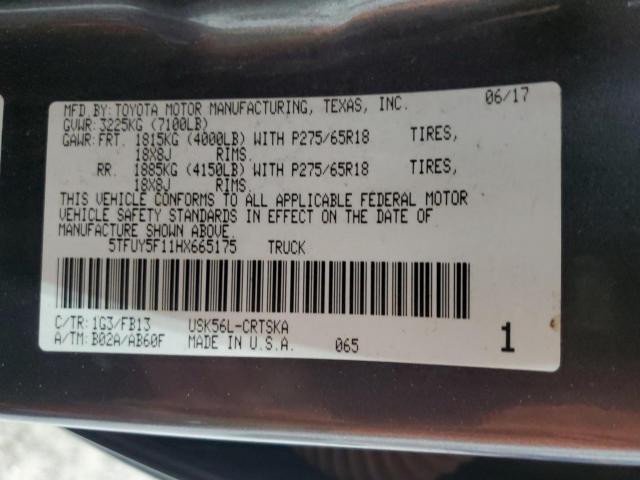 MFD BY: TOYOTA MOTOR MANUFACTURING, TEXAS, INC. 06/17
GVWR: 3225KG (7100LB)
GAWR: FRT. 1815KG (4000LB) WITH P275/65R18 TIRES,
18X8J RIMS.
RR. 1885KG (4150LB) WITH P275/65R18 TIRES,
18X8J RIMS.
THIS VEHICLE CONFORMS TO ALL APPLICABLE FEDERAL MOTOR
VEHICLE SAFETY STANDARDS IN EFFECT ON THE DATE OF
MANUFACTURE SHOWN ABOVE.
5TFUY5F11HX665175 TRUCK
C/TR: 1G3/FB13 USK56L-CRTSKA
A/TM: B02A/AB60F MADE IN U.S.A. 065 1